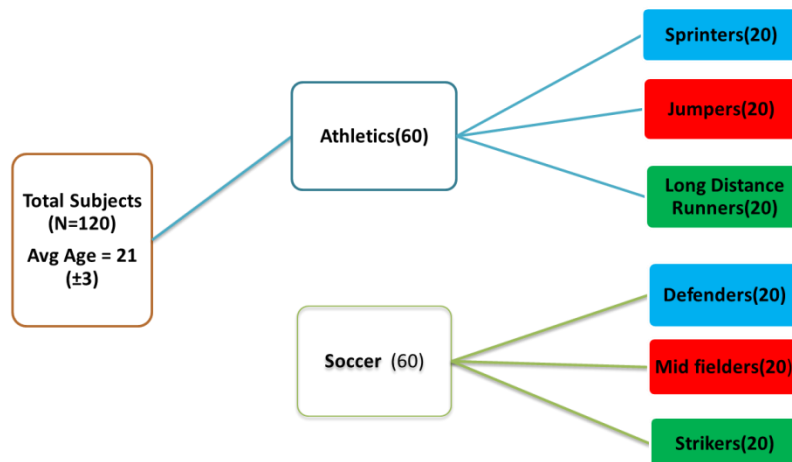 Total Subjects
(N=120)
Avg Age = 21
(±3)
Athletics(60)
Sprinters(20)
Jumpers(20)
Long Distance
Runners(20)
Soccer (60)
Defenders(20)
Mid fielders(20)
Strikers(20)